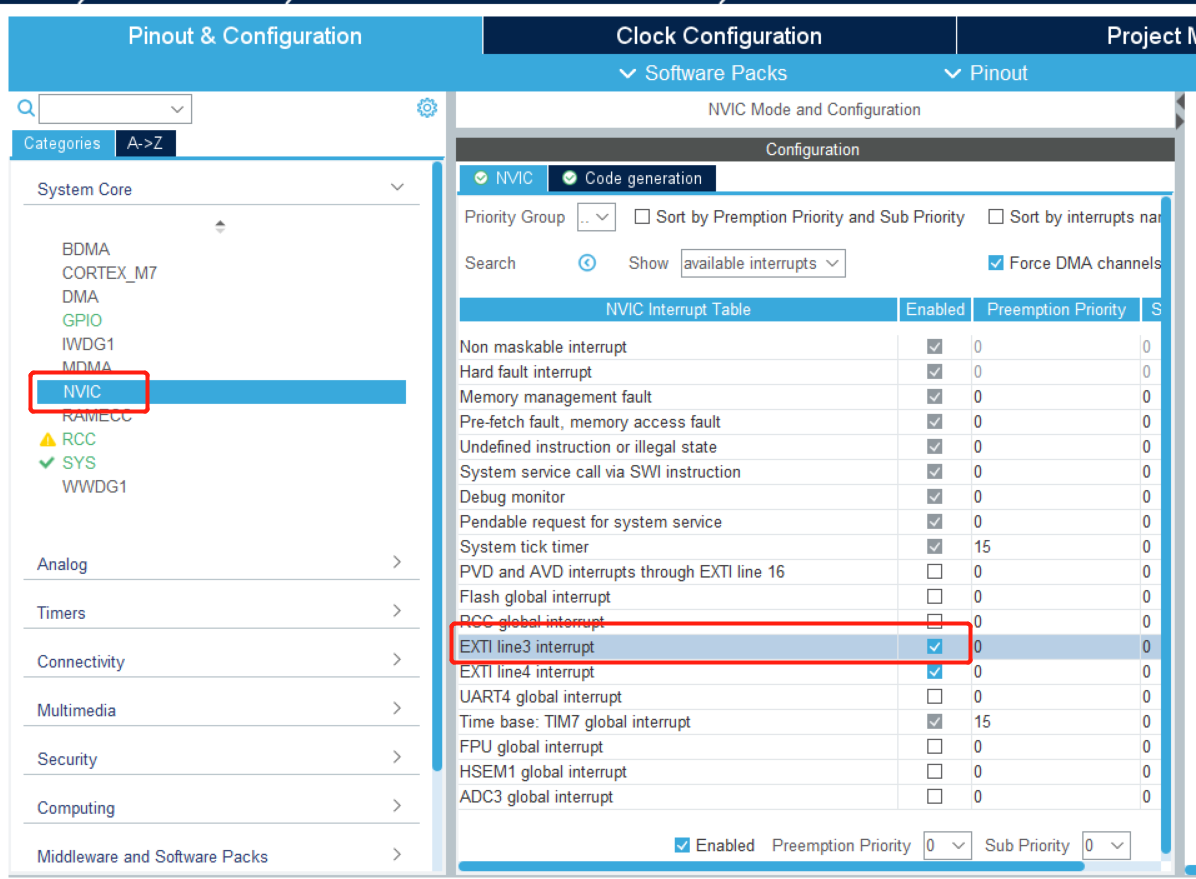 Pinout & Configuration
Clock Configuration
Project M
Software Packs
Pinout
NVIC Mode and Configuration
Categories
A->Z
Configuration
System Core
NVIC
Code generation
Priority Group
..
Sort by Premption Priority and Sub Priority
Sort by interrupts nar
BDMA
CORTEX_M7
DMA
GPIO
IWDG1
MDMA
NVIC
RAMECC
RCC
SYS
WWDG1
Search
Show
available interrupts
Force DMA channels
NVIC Interrupt Table Enabled Preemption Priority S
Non maskable interrupt 0 0
Hard fault interrupt 0 0
Memory management fault 0 0
Pre-fetch fault, memory access fault 0 0
Undefined instruction or illegal state 0 0
System service call via SWI instruction 0 0
Debug monitor 0 0
Pendable request for system service 0 0
System tick timer 15 0
PVD and AVD interrupts through EXTI line 16 0 0
Flash global interrupt 0 0
RCC global interrupt 0 0
EXTI line3 interrupt 0 0
EXTI line4 interrupt 0 0
UART4 global interrupt 0 0
Time base: TIM7 global interrupt 15 0
FPU global interrupt 0 0
HSEM1 global interrupt 0 0
ADC3 global interrupt 0 0
Analog
Timers
Connectivity
Multimedia
Security
Computing
Middleware and Software Packs
Enabled Preemption Priority 0 Sub Priority 0